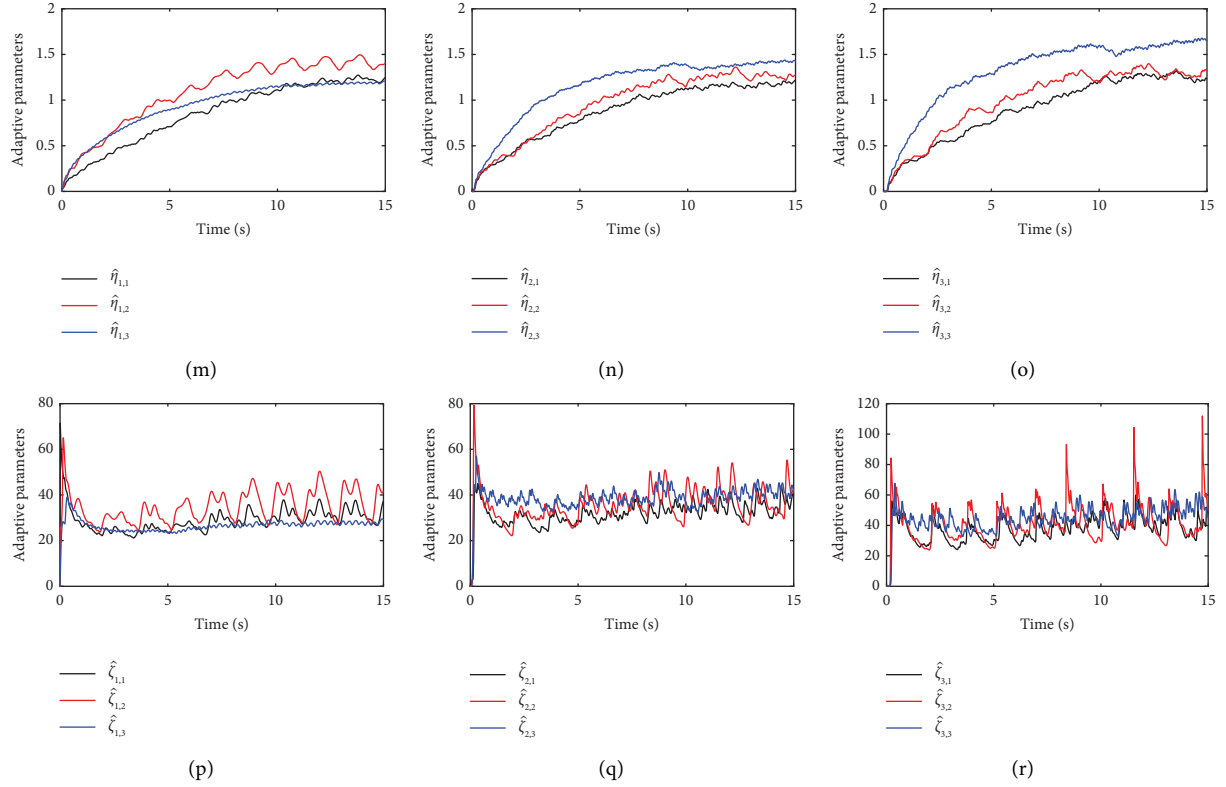 Adaptive parameters
2
1.5
1
0.5
0
0 5 10 15
Time (s)
η̂1,1
η̂1,2
η̂1,3
(m)
Adaptive parameters
2
1.5
1
0.5
0
0 5 10 15
Time (s)
η̂2,1
η̂2,2
η̂2,3
(n)
Adaptive parameters
2
1.5
1
0.5
0
0 5 10 15
Time (s)
η̂3,1
η̂3,2
η̂3,3
(o)
Adaptive parameters
80
60
40
20
0
0 5 10 15
Time (s)
ζ̂1,1
ζ̂1,2
ζ̂1,3
(p)
Adaptive parameters
80
60
40
20
0
0 5 10 15
Time (s)
ζ̂2,1
ζ̂2,2
ζ̂2,3
(q)
Adaptive parameters
120
100
80
60
40
20
0
0 5 10 15
Time (s)
ζ̂3,1
ζ̂3,2
ζ̂3,3
(r)